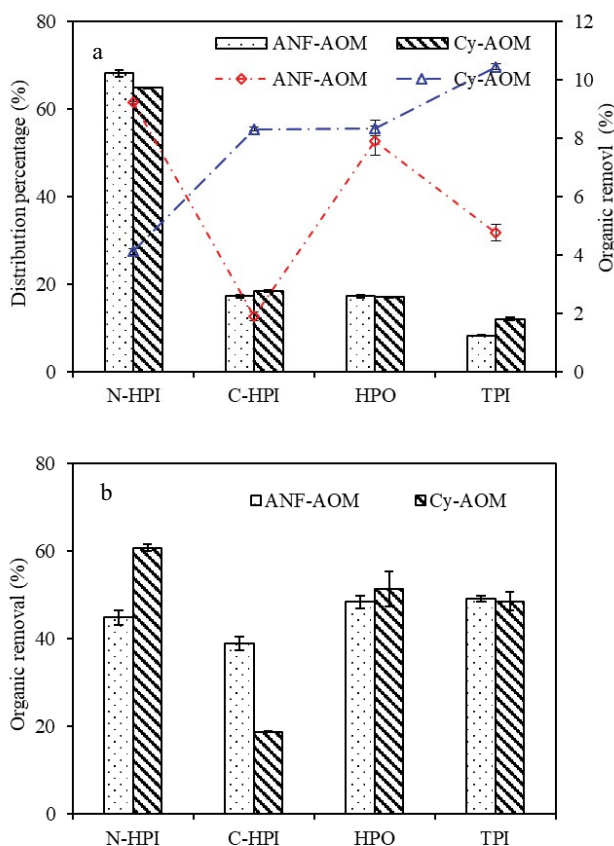 a
ANF-AOM Cy-AOM
ANF-AOM Cy-AOM
Distribution percentage (%)
80
60
40
20
0
12
10
8
6
4
2
0
Organic removl (%)
N-HPI C-HPI HPO TPI
b
ANF-AOM Cy-AOM
Organic removal (%)
80
60
40
20
0
N-HPI C-HPI HPO TPI